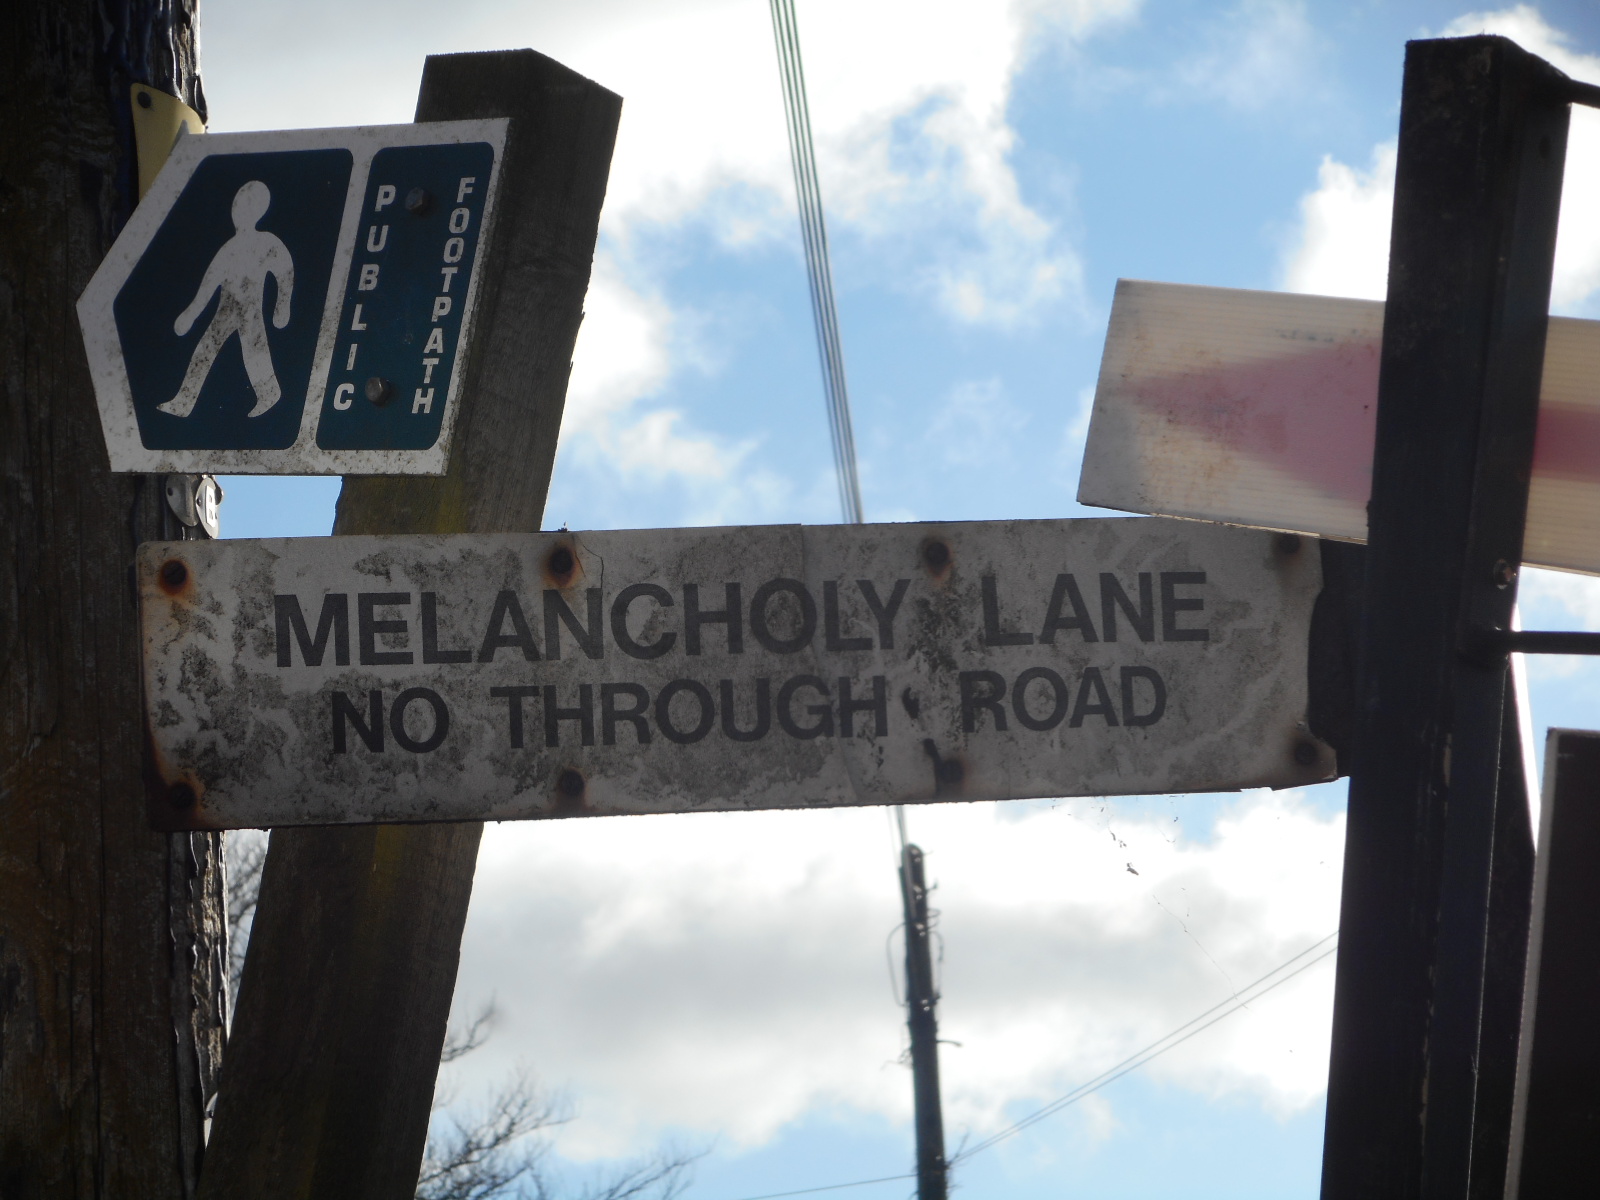 PUBLIC
FOOTPATH
MELANCHOLY LANE
NO THROUGH ROAD